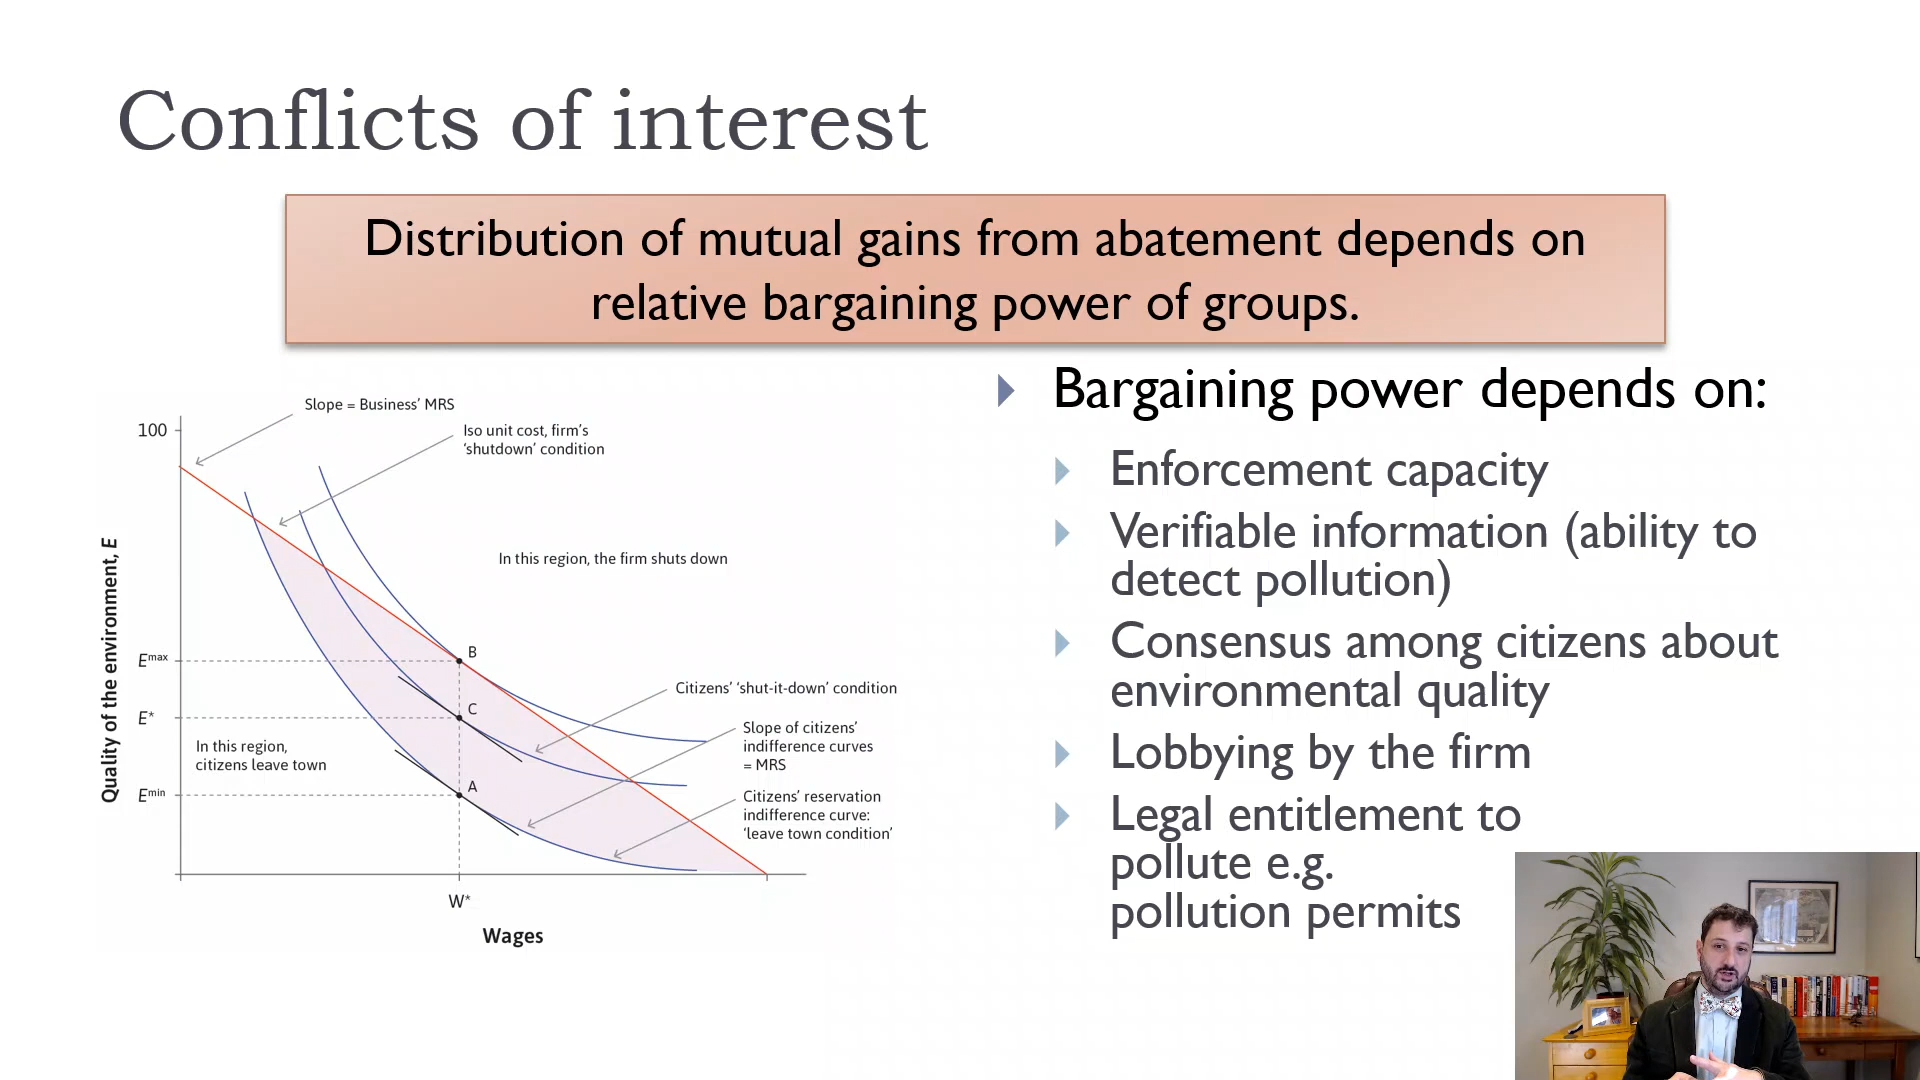 Conflicts of interest
Distribution of mutual gains from abatement depends on
relative bargaining power of groups.
Slope = Business’ MRS
100
Iso unit cost, firm’s
‘shutdown’ condition
In this region, the firm shuts down
Quality of the environment, E
Eᵐᵃˣ
B
Citizens’ ‘shut-it-down’ condition
E*
C
Slope of citizens’
indifference curves
= MRS
In this region,
citizens leave town
Eᵐⁱⁿ
A
Citizens’ reservation
indifference curve:
‘leave town condition’
W*
Wages
Bargaining power depends on:
Enforcement capacity
Verifiable information (ability to
detect pollution)
Consensus among citizens about
environmental quality
Lobbying by the firm
Legal entitlement to
pollute e.g.
pollution permits